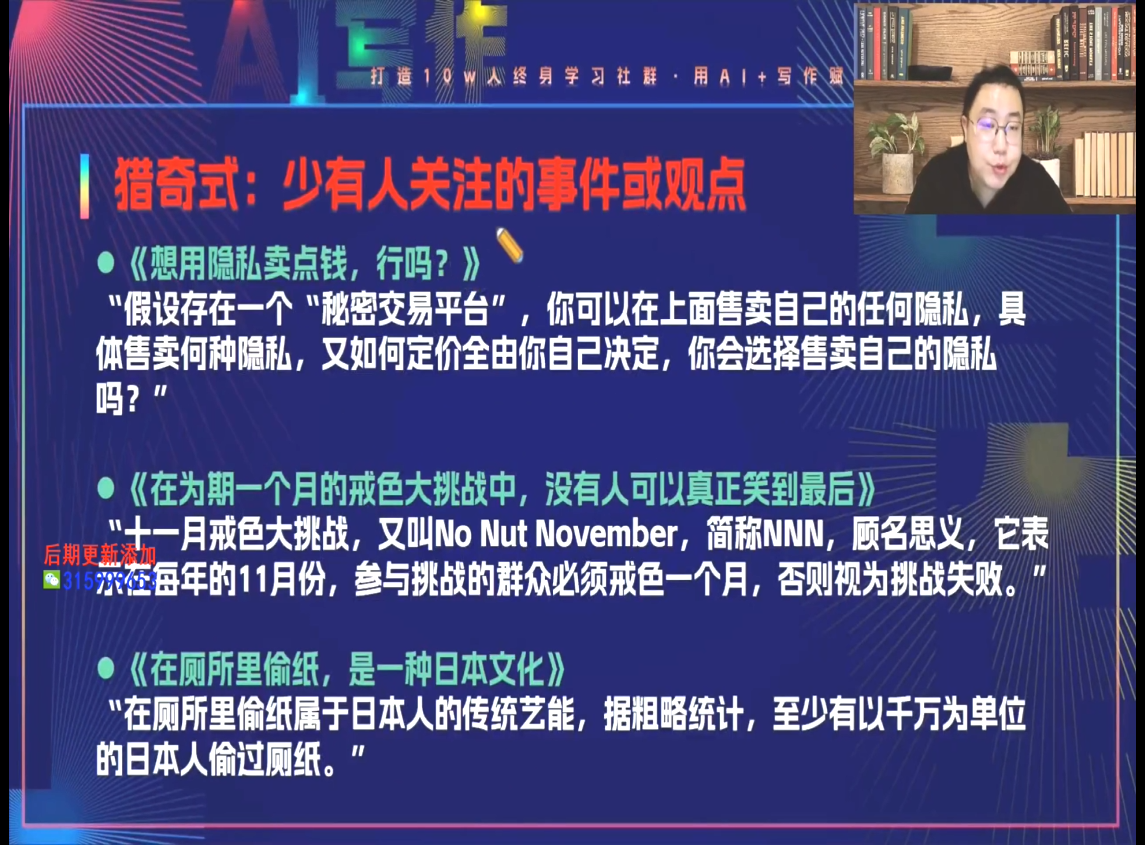 AI写作
打造10w人终身学习社群·用AI+写作赋
猎奇式：少有人关注的事件或观点
●《想用隐私卖点钱，行吗？》
“假设存在一个“秘密交易平台”，你可以在上面售卖自己的任何隐私，具
体售卖何种隐私，又如何定价全由你自己决定，你会选择售卖自己的隐私
吗？”
●《在为期一个月的戒色大挑战中，没有人可以真正笑到最后》
“十一月戒色大挑战，又叫No Nut November，简称NNN，顾名思义，它表
后期更新添加
每年的11月份，参与挑战的群众必须戒色一个月，否则视为挑战失败。”
●《在厕所里偷纸，是一种日本文化》
“在厕所里偷纸属于日本人的传统艺能，据粗略统计，至少有以千万为单位
的日本人偷过厕纸。”